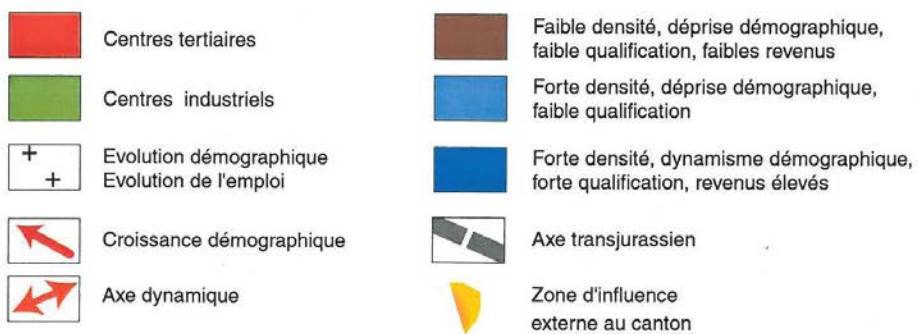 Centres tertiaires
Centres industriels
+ Evolution démographique
+ Evolution de l'emploi
Croissance démographique
Axe dynamique
Faible densité, déprise démographique,
faible qualification, faibles revenus
Forte densité, déprise démographique,
faible qualification
Forte densité, dynamisme démographique,
forte qualification, revenus élevés
Axe transjurassien
Zone d'influence
externe au canton